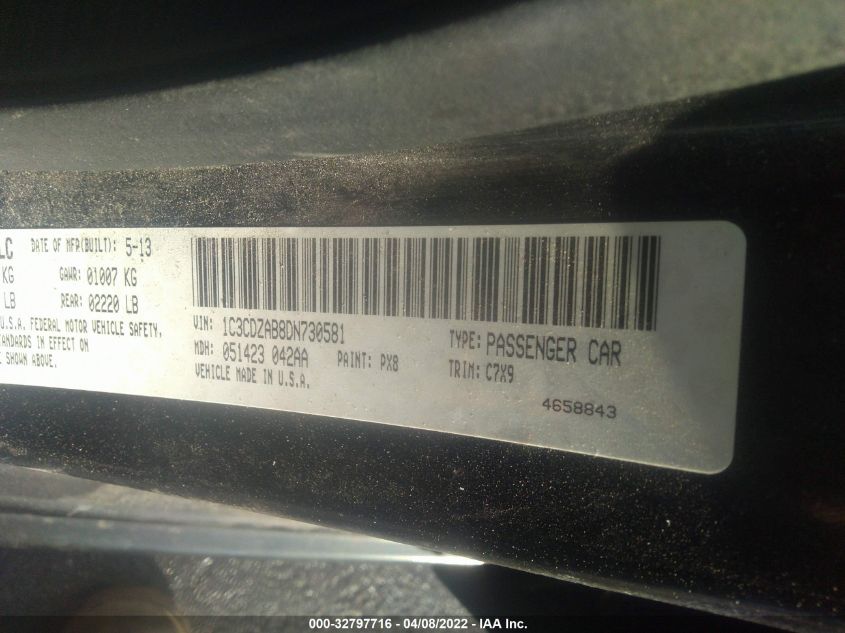 LC DATE OF MFR(BUILT): 5-13
KG GAWR: 01007 KG
LB REAR: 02220 LB
U.S.A. FEDERAL MOTOR VEHICLE SAFETY,
TANDARDS IN EFFECT ON
E SHOWN ABOVE.
VIN: 1C3CDZAB8DN730581
TYPE: PASSENGER CAR
MDH: 051423 042AA PAINT: PX8
TRIM: C7X9
VEHICLE MADE IN U.S.A.
4658843
000-32797716 - 04/08/2022 - IAA Inc.